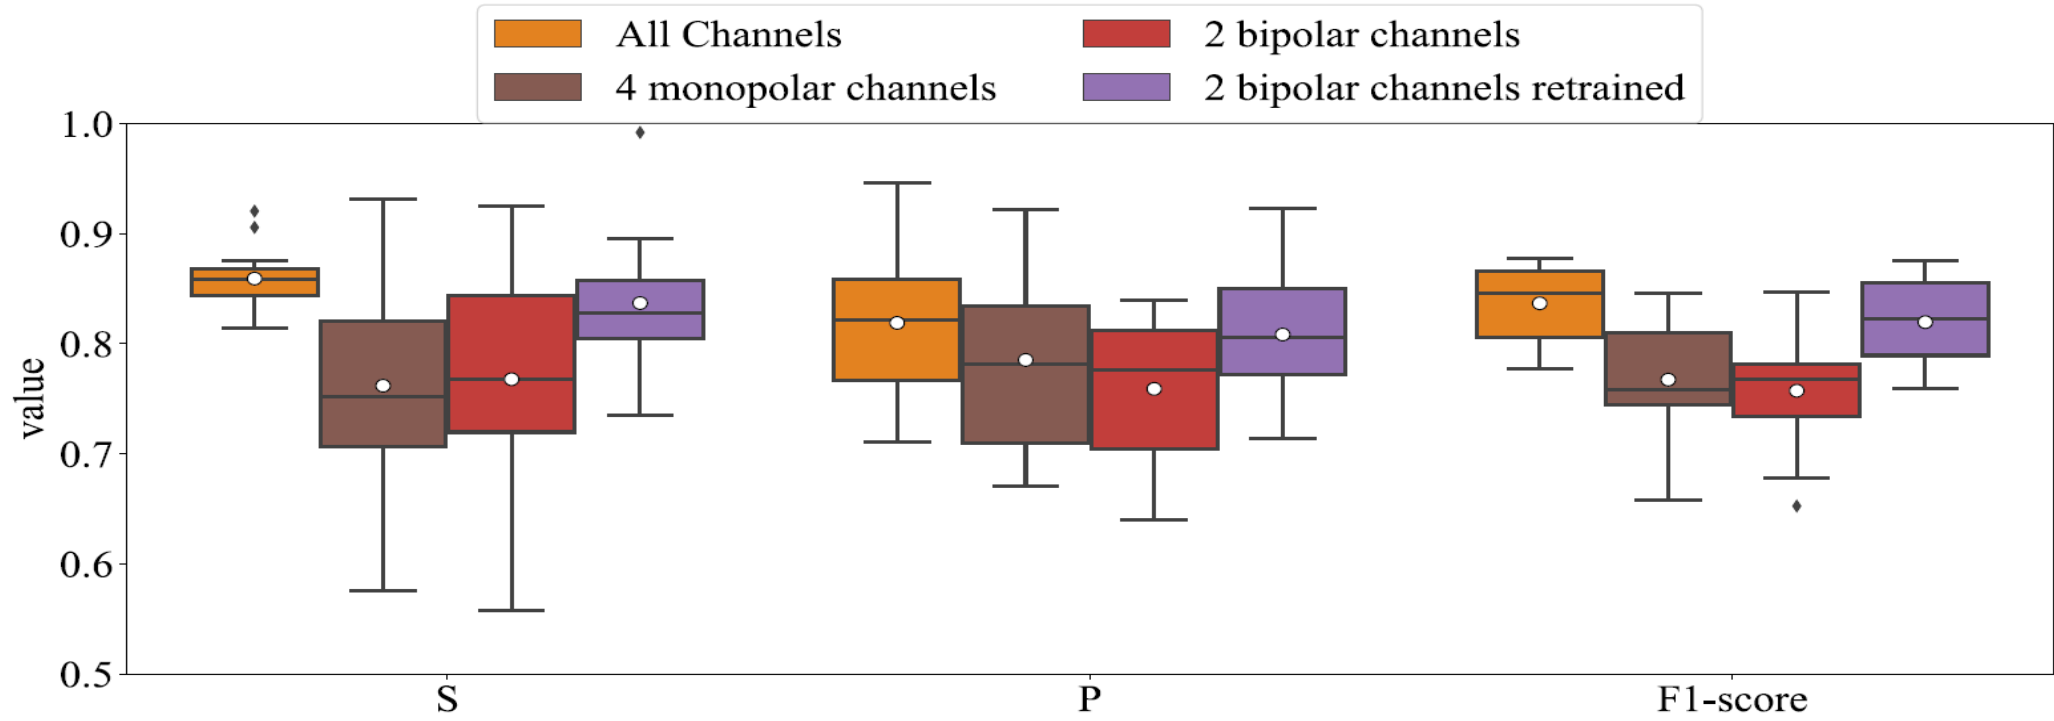 All Channels
2 bipolar channels
4 monopolar channels
2 bipolar channels retrained
1.0
0.9
0.8
0.7
0.6
0.5
value
S
P
F1-score